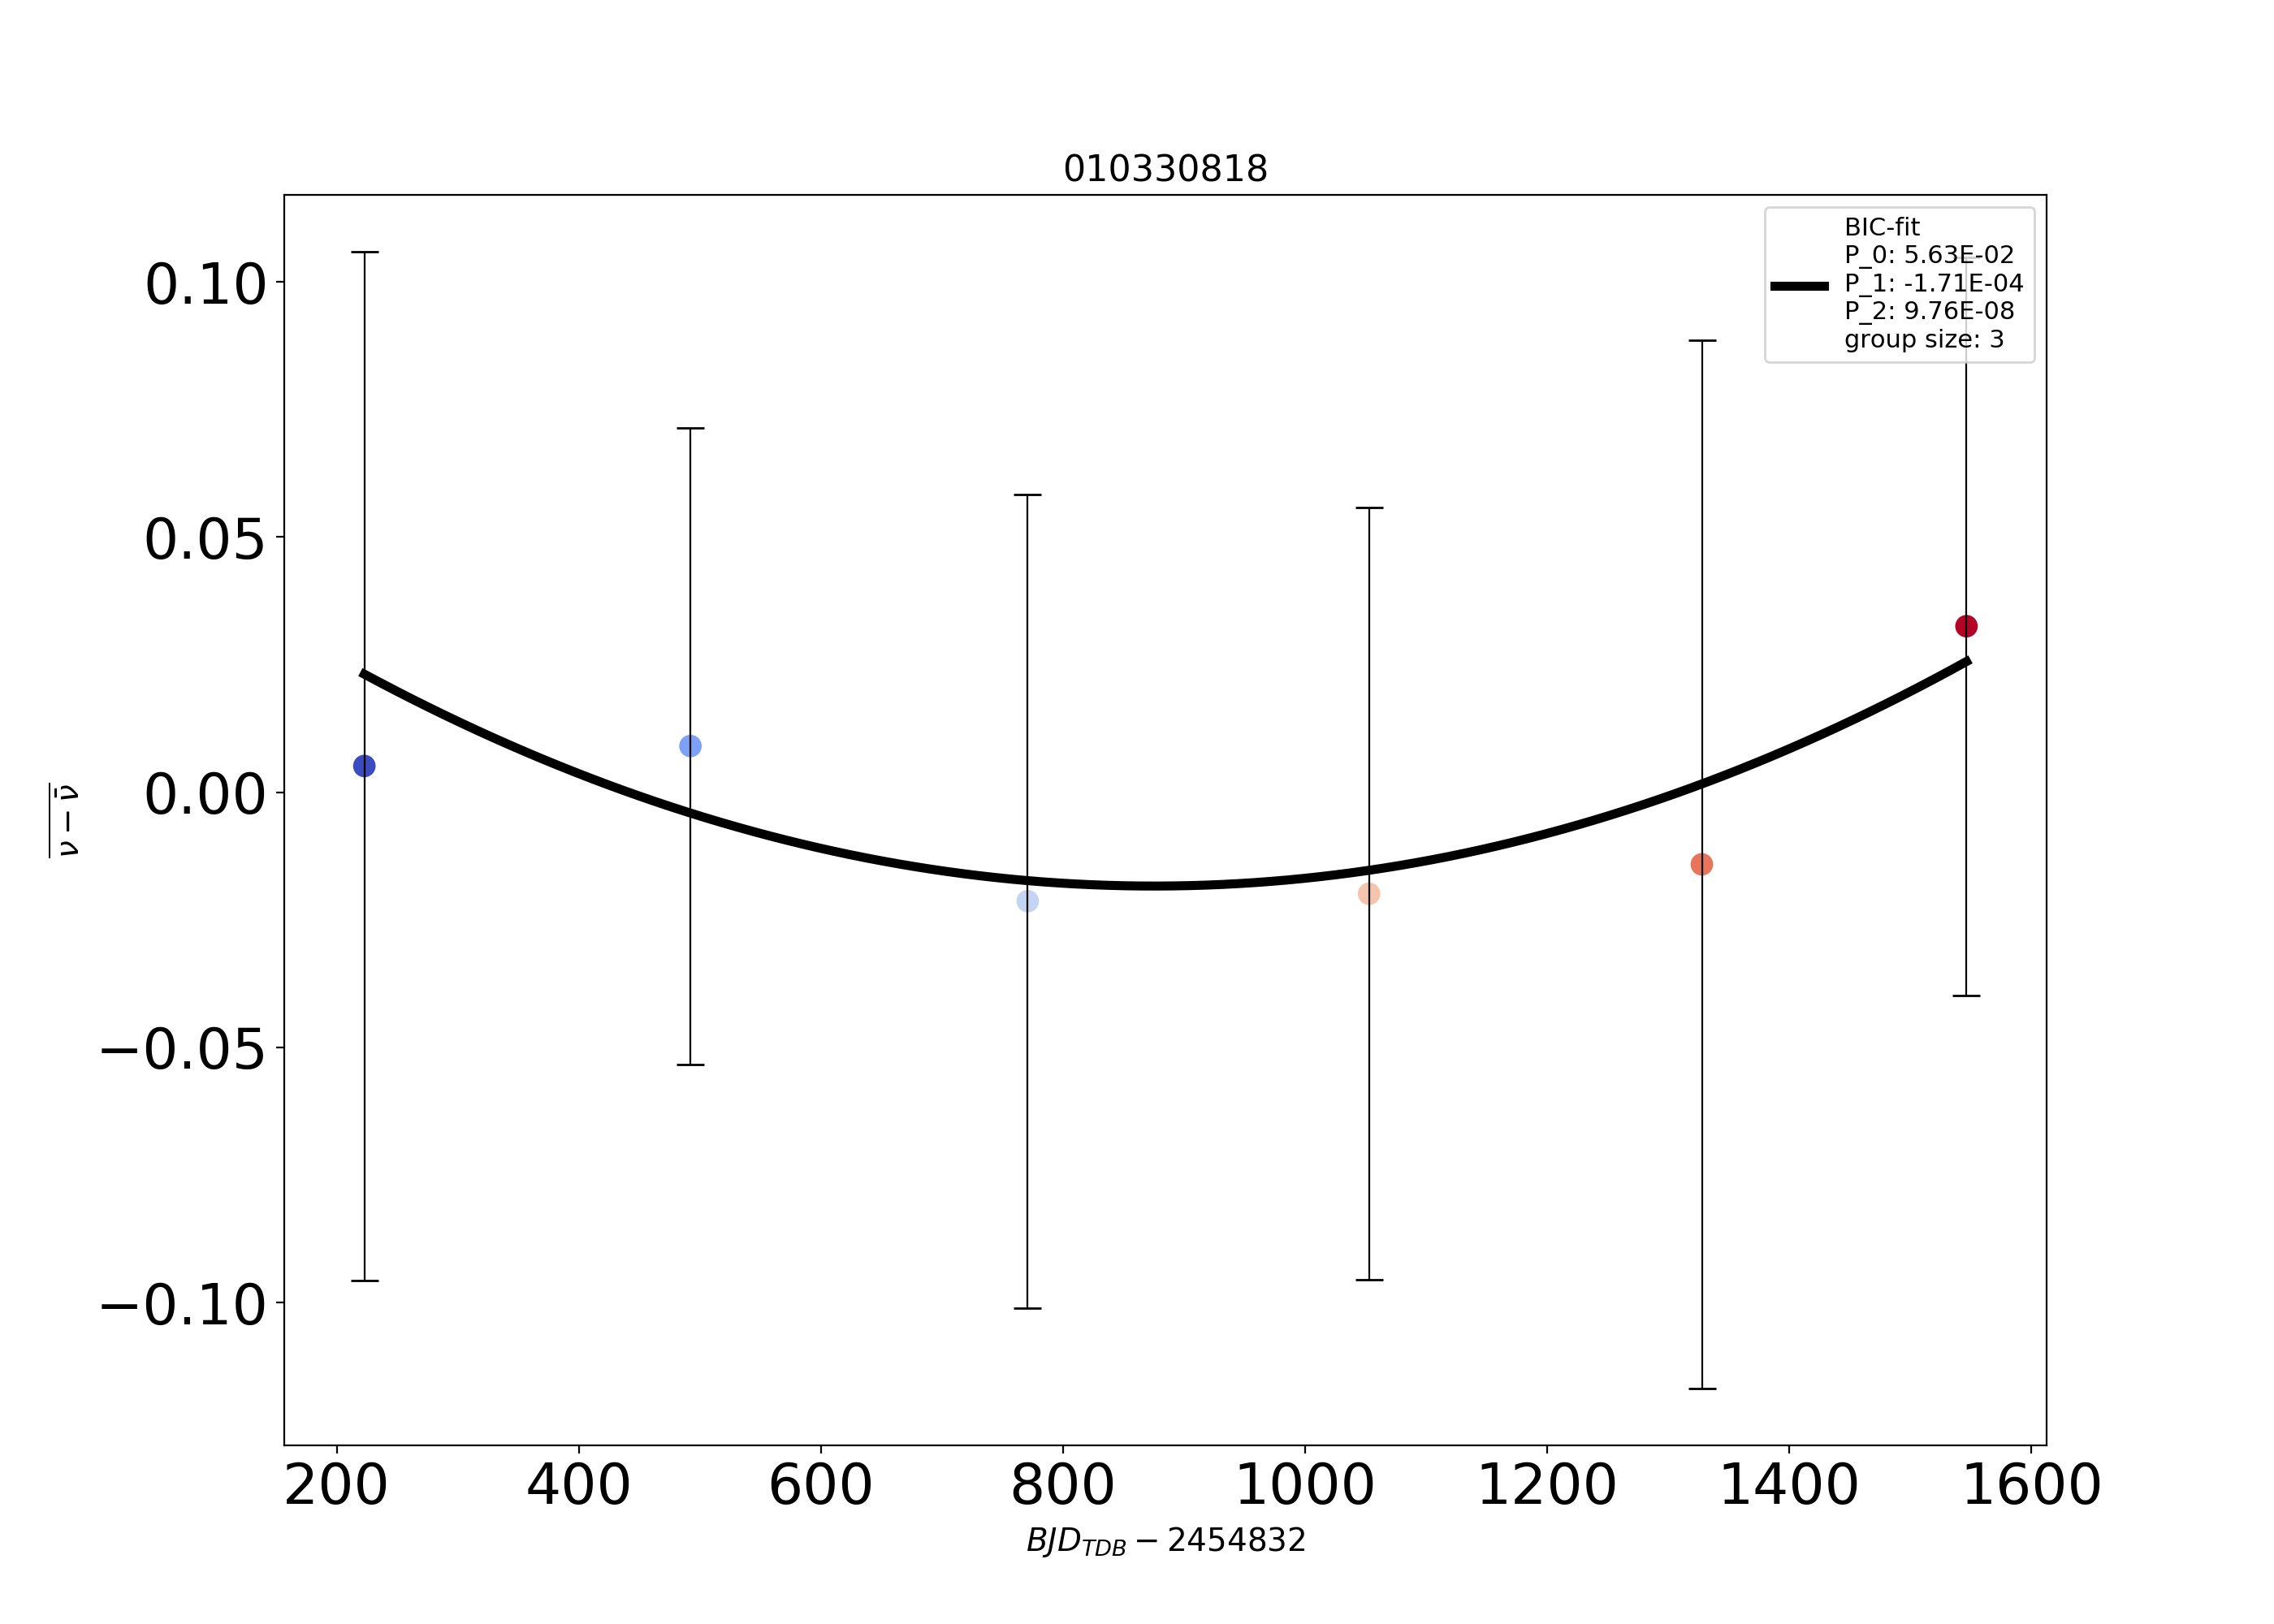 010330818
BIC-fit
P_0: 5.63E-02
P_1: -1.71E-04
P_2: 9.76E-08
group size: 3
0.10
0.05
0.00
−0.05
−0.10
ν − ν̄
200 400 600 800 1000 1200 1400 1600
BJD_TDB − 2454832